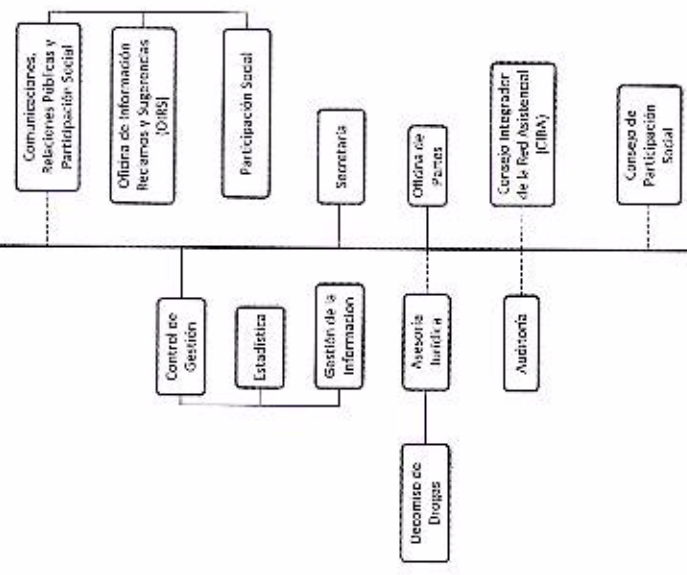 Comunicaciones,
Relaciones Públicas y
Participación Social
Oficina de Información
Reclamos y Sugerencias
(OIRS)
Control de
Gestión
Participación Social
Estadística
Gestión de la
Información
Secretaría
Decomiso de
Drogas
Asesoría
Jurídica
Oficina de
Partes
Auditoría
Consejo Integrador
de la Red Asistencial
(CIRA)
Consejo de
Participación
Social